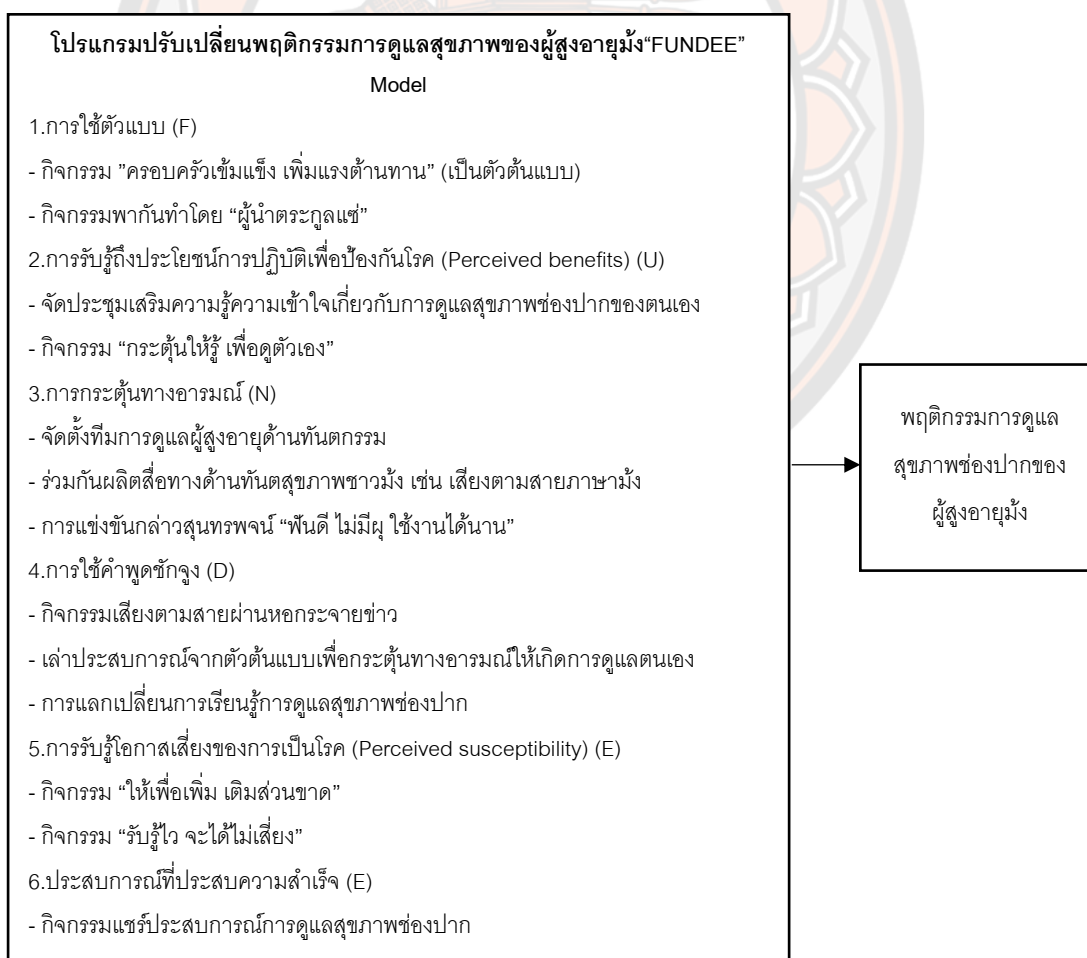 โปรแกรมปรับเปลี่ยนพฤติกรรมการดูแลสุขภาพของผู้สูงอายุม้ง“FUNDEE”
Model
1.การใช้ตัวแบบ (F)
- กิจกรรม ”ครอบครัวเข้มแข็ง เพิ่มแรงต้านทาน” (เป็นตัวต้นแบบ)
- กิจกรรมพากันทำโดย “ผู้นำตระกูลแซ่”
2.การรับรู้ถึงประโยชน์การปฏิบัติเพื่อป้องกันโรค (Perceived benefits) (U)
- จัดประชุมเสริมความรู้ความเข้าใจเกี่ยวกับการดูแลสุขภาพช่องปากของตนเอง
- กิจกรรม “กระตุ้นให้รู้ เพื่อดูตัวเอง”
3.การกระตุ้นทางอารมณ์ (N)
- จัดตั้งทีมการดูแลผู้สูงอายุด้านทันตกรรม
- ร่วมกันผลิตสื่อทางด้านทันตสุขภาพชาวม้ง เช่น เสียงตามสายภาษาม้ง
- การแข่งขันกล่าวสุนทรพจน์ “ฟันดี ไม่มีผุ ใช้งานได้นาน”
4.การใช้คำพูดชักจูง (D)
- กิจกรรมเสียงตามสายผ่านหอกระจายข่าว
- เล่าประสบการณ์จากตัวต้นแบบเพื่อกระตุ้นทางอารมณ์ให้เกิดการดูแลตนเอง
- การแลกเปลี่ยนการเรียนรู้การดูแลสุขภาพช่องปาก
5.การรับรู้โอกาสเสี่ยงของการเป็นโรค (Perceived susceptibility) (E)
- กิจกรรม “ให้เพื่อเพิ่ม เติมส่วนขาด”
- กิจกรรม “รับรู้ไว จะได้ไม่เสี่ยง”
6.ประสบการณ์ที่ประสบความสำเร็จ (E)
- กิจกรรมแชร์ประสบการณ์การดูแลสุขภาพช่องปาก
พฤติกรรมการดูแล
สุขภาพช่องปากของ
ผู้สูงอายุม้ง